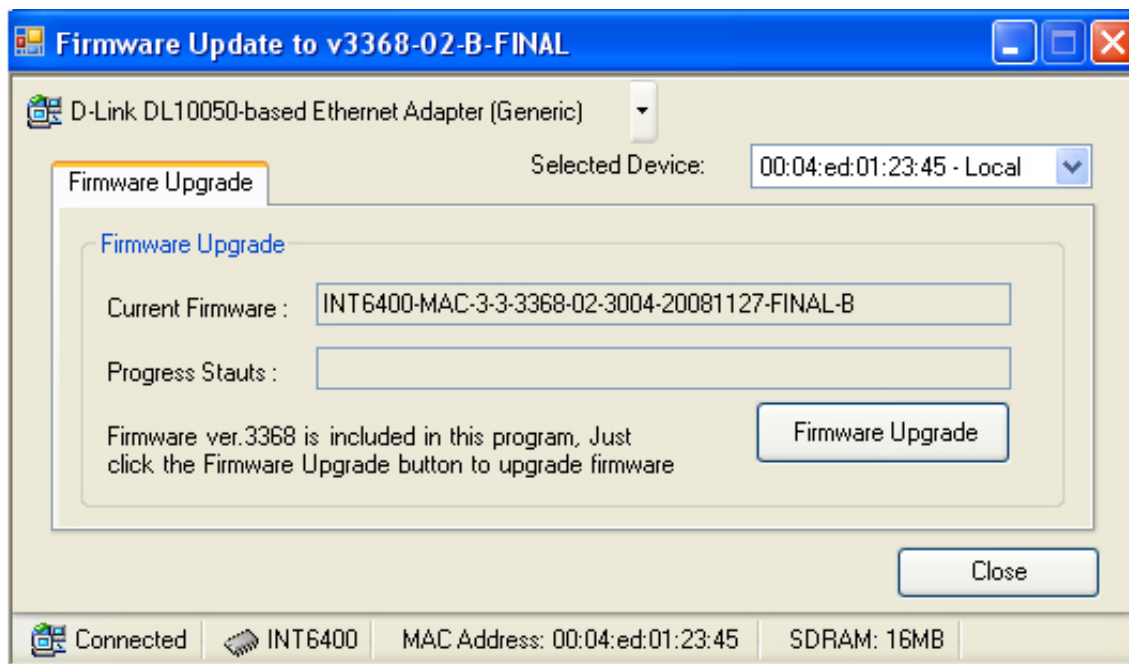 Firmware Update to v3368-02-B-FINAL
D-Link DL10050-based Ethernet Adapter (Generic)
Selected Device:
00:04:ed:01:23:45 - Local
Firmware Upgrade
Firmware Upgrade
Current Firmware :
INT6400-MAC-3-3-3368-02-3004-20081127-FINAL-B
Progress Stauts :
Firmware ver.3368 is included in this program, Just
click the Firmware Upgrade button to upgrade firmware
Firmware Upgrade
Close
Connected
INT6400
MAC Address: 00:04:ed:01:23:45
SDRAM: 16MB